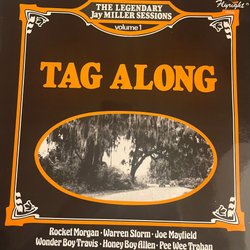 THE LEGENDARY
Jay MILLER SESSIONS
volume 1
Flyright
TAG ALONG
Rocket Morgan · Warren Storm · Joe Mayfield
Wonder Boy Travis · Honey Boy Allen · Pee Wee Trahan